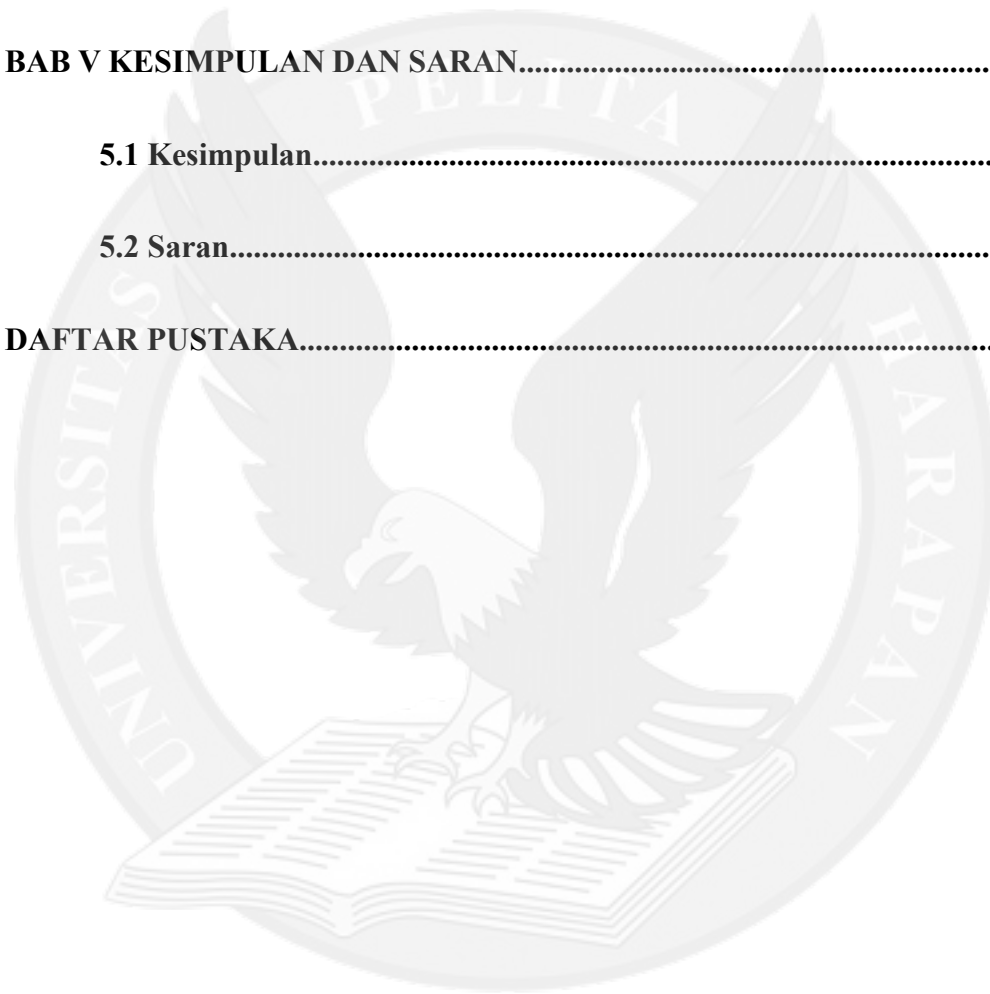 BAB V KESIMPULAN DAN SARAN..........................................................
5.1 Kesimpulan....................................................................................
5.2 Saran...............................................................................................
DAFTAR PUSTAKA.....................................................................................
UNIVERSITAS PELITA HARAPAN